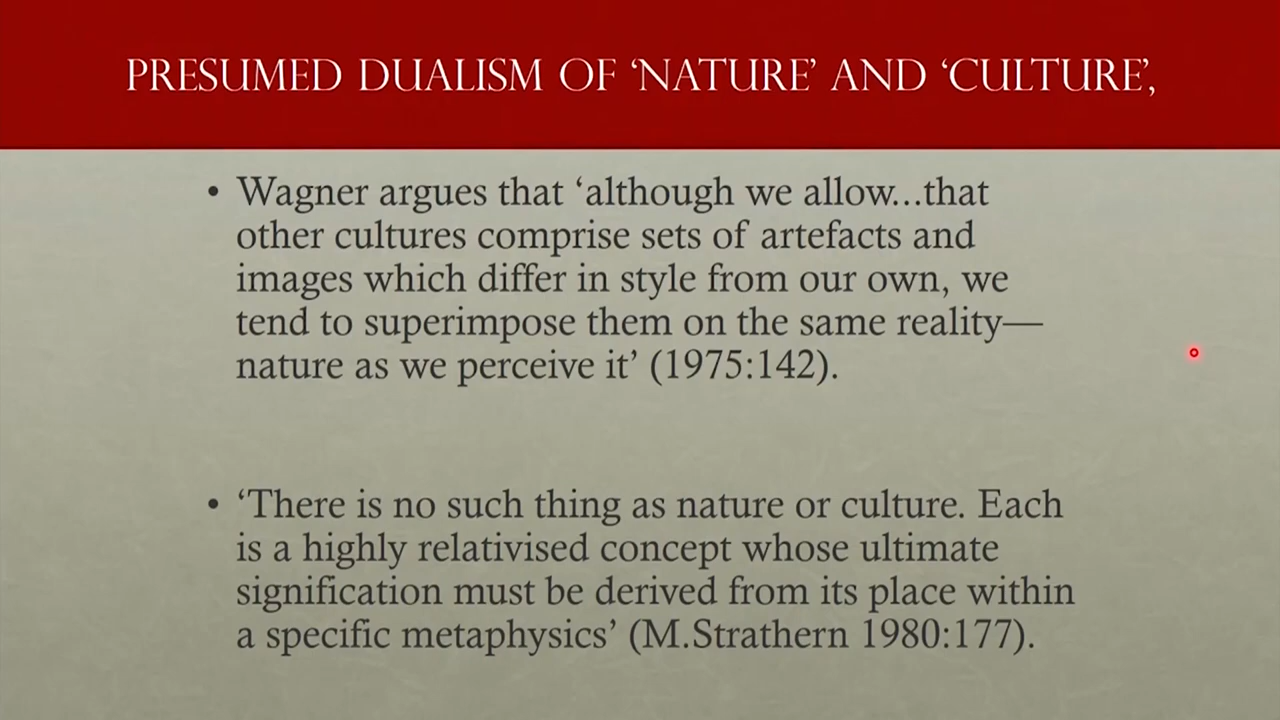 PRESUMED DUALISM OF ‘NATURE’ AND ‘CULTURE’,
• Wagner argues that ‘although we allow...that
other cultures comprise sets of artefacts and
images which differ in style from our own, we
tend to superimpose them on the same reality—
nature as we perceive it’ (1975:142).
• ‘There is no such thing as nature or culture. Each
is a highly relativised concept whose ultimate
signification must be derived from its place within
a specific metaphysics’ (M.Strathern 1980:177).